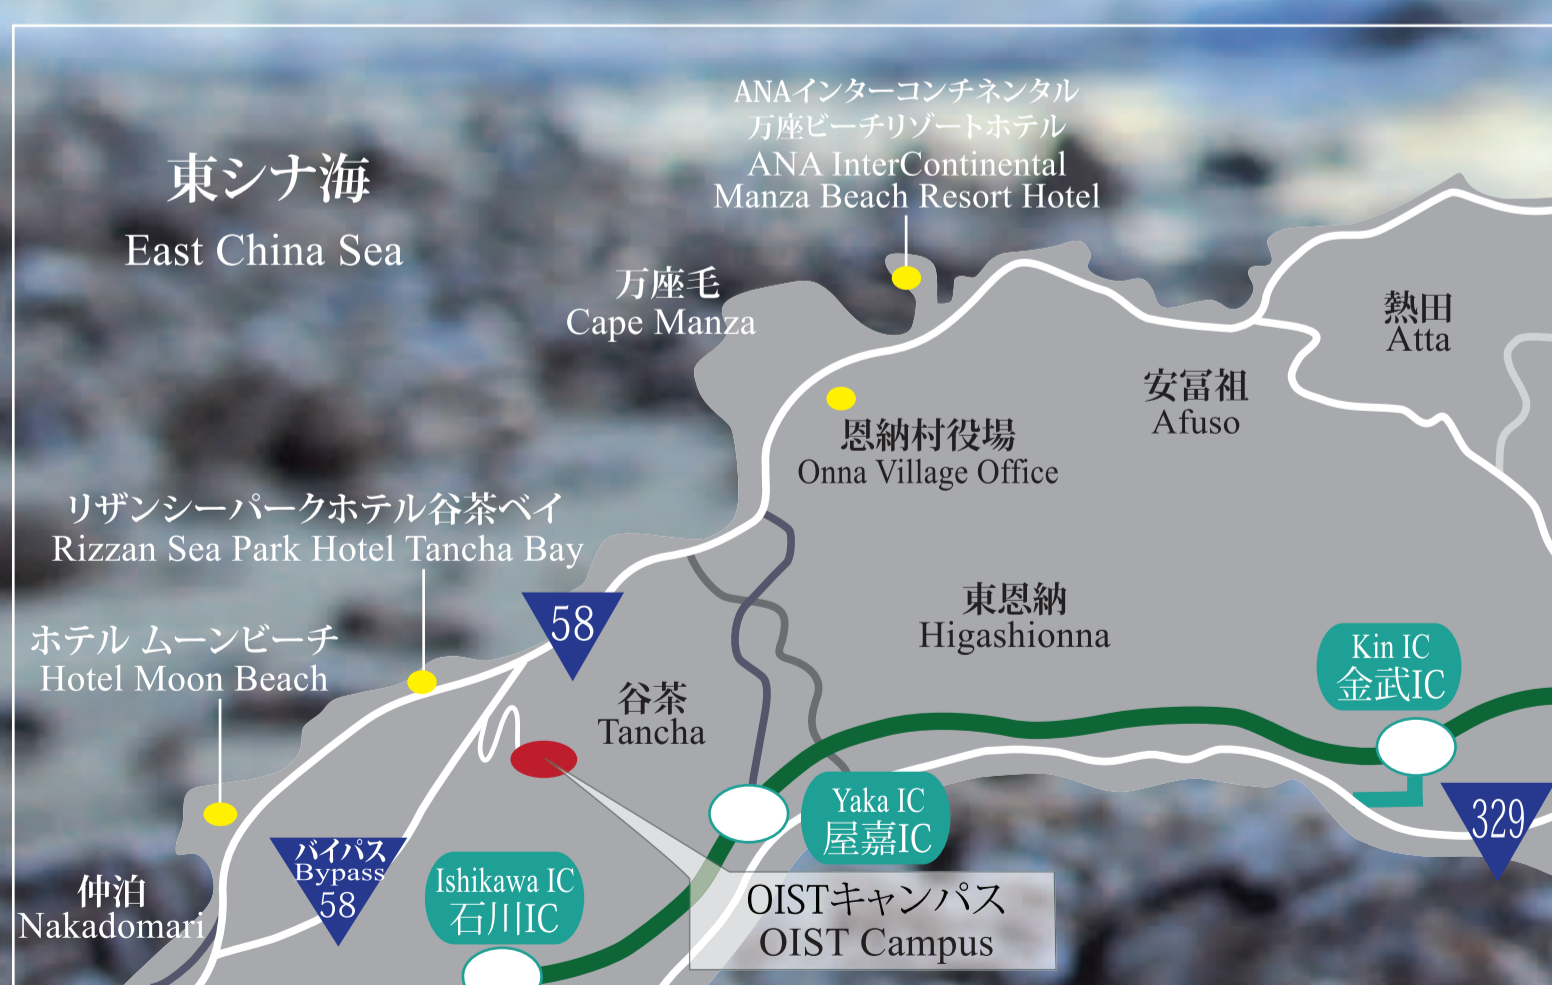 ANAインターコンチネンタル
万座ビーチリゾートホテル
ANA InterContinental
Manza Beach Resort Hotel
東シナ海
East China Sea
万座毛
Cape Manza
熱田
Atta
安富祖
Afuso
恩納村役場
Onna Village Office
リザンシーパークホテル谷茶ベイ
Rizzan Sea Park Hotel Tancha Bay
58
東恩納
Higashionna
ホテル ムーンビーチ
Hotel Moon Beach
Kin IC
金武IC
谷茶
Tancha
Yaka IC
屋嘉IC
329
バイパス
Bypass
58
Ishikawa IC
石川IC
仲泊
Nakadomari
OISTキャンパス
OIST Campus